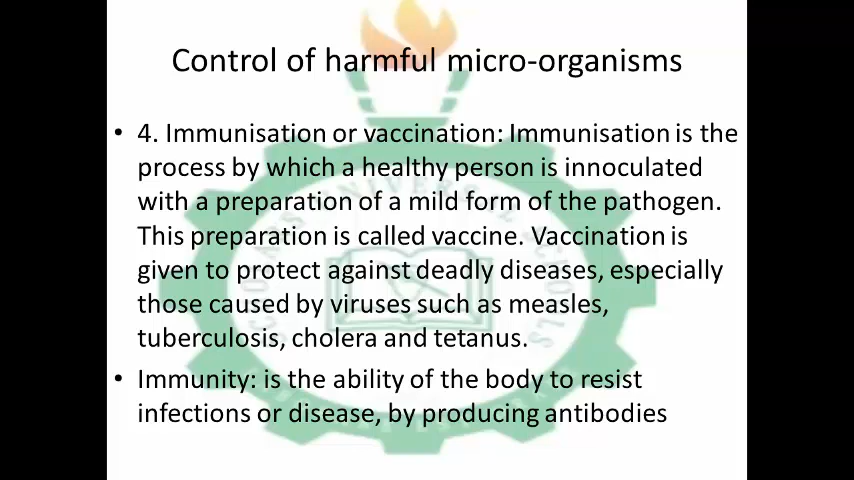 Control of harmful micro-organisms
• 4. Immunisation or vaccination: Immunisation is the
process by which a healthy person is innoculated
with a preparation of a mild form of the pathogen.
This preparation is called vaccine. Vaccination is
given to protect against deadly diseases, especially
those caused by viruses such as measles,
tuberculosis, cholera and tetanus.
• Immunity: is the ability of the body to resist
infections or disease, by producing antibodies